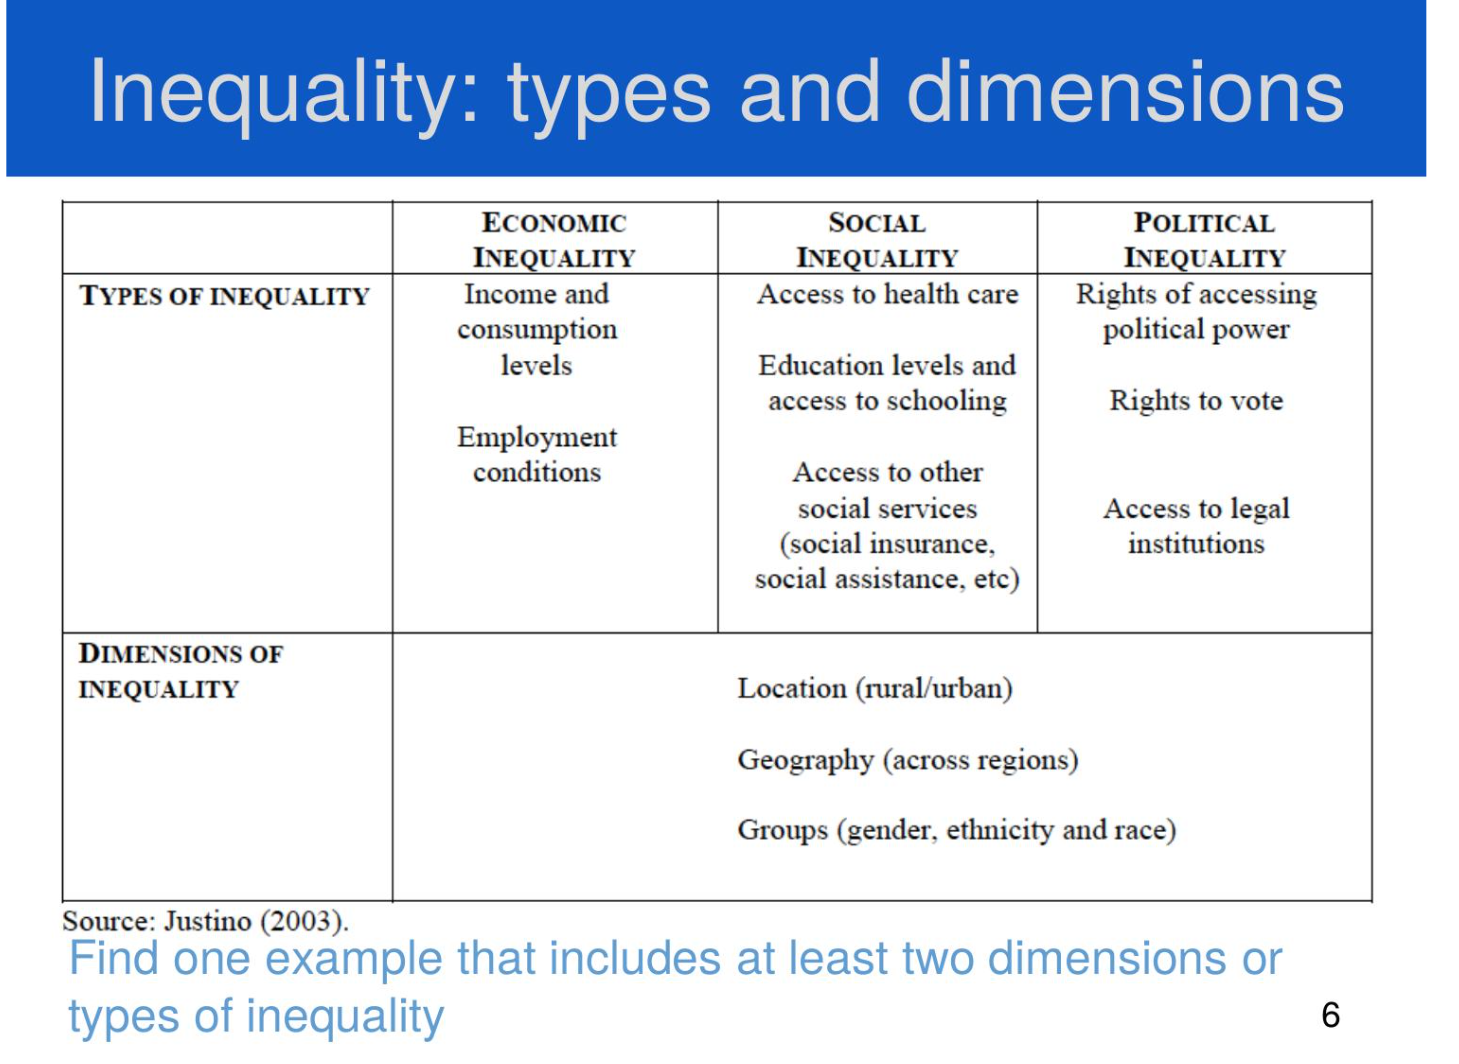 Inequality: types and dimensions
ECONOMIC
INEQUALITY
SOCIAL
INEQUALITY
POLITICAL
INEQUALITY
TYPES OF INEQUALITY
Income and
consumption
levels
Employment
conditions
Access to health care
Education levels and
access to schooling
Access to other
social services
(social insurance,
social assistance, etc)
Rights of accessing
political power
Rights to vote
Access to legal
institutions
DIMENSIONS OF
INEQUALITY
Location (rural/urban)
Geography (across regions)
Groups (gender, ethnicity and race)
Source: Justino (2003).
Find one example that includes at least two dimensions or
types of inequality
6